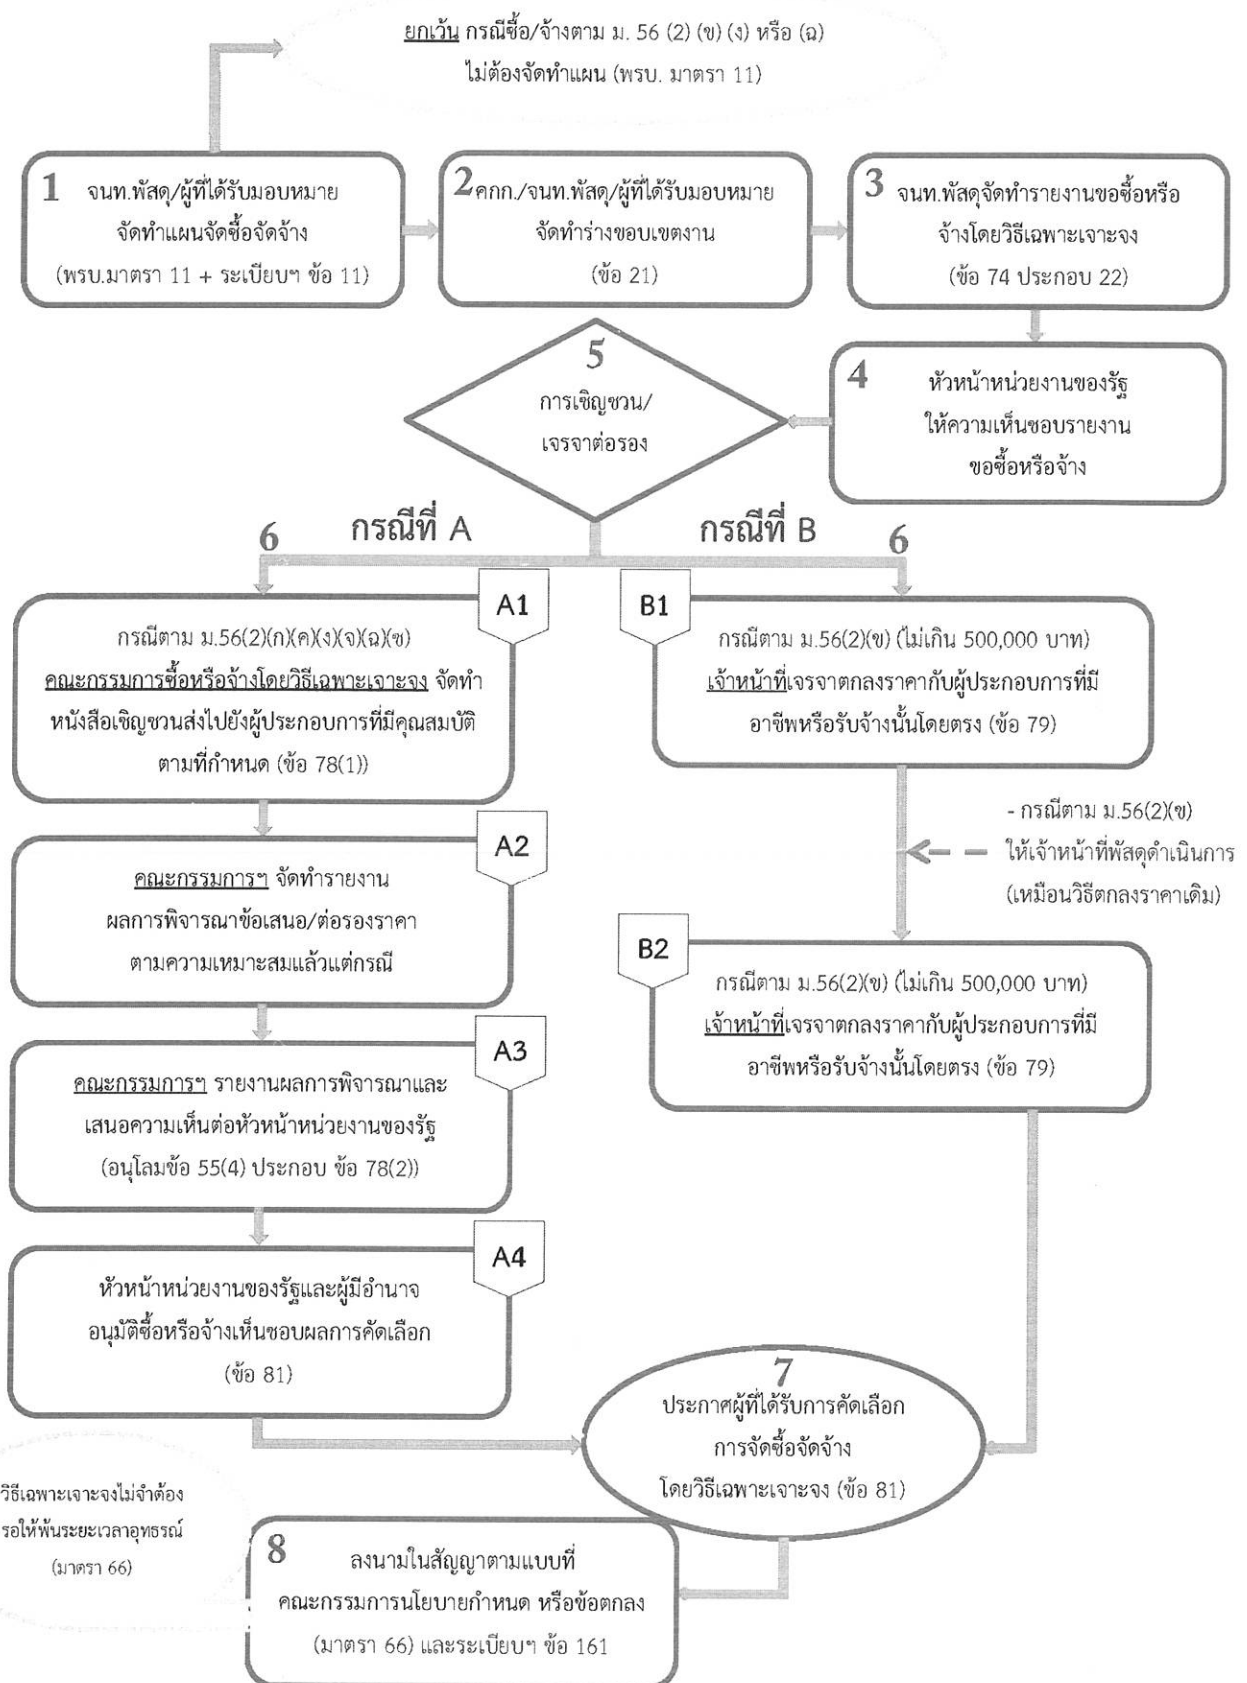 ยกเว้น กรณีซื้อ/จ้างตาม ม. 56 (2) (ข) (ง) หรือ (ฉ)
ไม่ต้องจัดทำแผน (พรบ. มาตรา 11)
1 จนท.พัสดุ/ผู้ที่ได้รับมอบหมาย
จัดทำแผนจัดซื้อจัดจ้าง
(พรบ.มาตรา 11 + ระเบียบฯ ข้อ 11)
2 คกก./จนท.พัสดุ/ผู้ที่ได้รับมอบหมาย
จัดทำร่างขอบเขตงาน
(ข้อ 21)
3 จนท.พัสดุจัดทำรายงานขอซื้อหรือ
จ้างโดยวิธีเฉพาะเจาะจง
(ข้อ 74 ประกอบ 22)
4 หัวหน้าหน่วยงานของรัฐ
ให้ความเห็นชอบรายงาน
ขอซื้อหรือจ้าง
5
การเชิญชวน/
เจรจาต่อรอง
6 กรณีที่ A
กรณีที่ B 6
A1
กรณีตาม ม.56(2)(ก)(ค)(ง)(จ)(ฉ)(ช)
คณะกรรมการซื้อหรือจ้างโดยวิธีเฉพาะเจาะจง จัดทำ
หนังสือเชิญชวนส่งไปยังผู้ประกอบการที่มีคุณสมบัติ
ตามที่กำหนด (ข้อ 78(1))
A2
คณะกรรมการฯ จัดทำรายงาน
ผลการพิจารณาข้อเสนอ/ต่อรองราคา
ตามความเหมาะสมแล้วแต่กรณี
A3
คณะกรรมการฯ รายงานผลการพิจารณาและ
เสนอความเห็นต่อหัวหน้าหน่วยงานของรัฐ
(อนุโลมข้อ 55(4) ประกอบ ข้อ 78(2))
A4
หัวหน้าหน่วยงานของรัฐและผู้มีอำนาจ
อนุมัติซื้อหรือจ้างเห็นชอบผลการคัดเลือก
(ข้อ 81)
B1
กรณีตาม ม.56(2)(ข) (ไม่เกิน 500,000 บาท)
เจ้าหน้าที่เจรจาตกลงราคากับผู้ประกอบการที่มี
อาชีพหรือรับจ้างนั้นโดยตรง (ข้อ 79)
- กรณีตาม ม.56(2)(ข)
ให้เจ้าหน้าที่พัสดุดำเนินการ
(เหมือนวิธีตกลงราคาเดิม)
B2
กรณีตาม ม.56(2)(ข) (ไม่เกิน 500,000 บาท)
เจ้าหน้าที่เจรจาตกลงราคากับผู้ประกอบการที่มี
อาชีพหรือรับจ้างนั้นโดยตรง (ข้อ 79)
7
ประกาศผู้ที่ได้รับการคัดเลือก
การจัดซื้อจัดจ้าง
โดยวิธีเฉพาะเจาะจง (ข้อ 81)
วิธีเฉพาะเจาะจงไม่จำต้อง
รอให้พ้นระยะเวลาอุทธรณ์
(มาตรา 66)
8 ลงนามในสัญญาตามแบบที่
คณะกรรมการนโยบายกำหนด หรือข้อตกลง
(มาตรา 66) และระเบียบฯ ข้อ 161